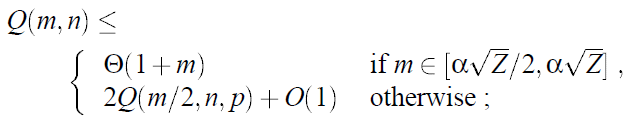 Q(m,n) ≤
Θ(1+m) if m ∈ [α√Z/2, α√Z] ,
2Q(m/2,n,p)+O(1) otherwise ;